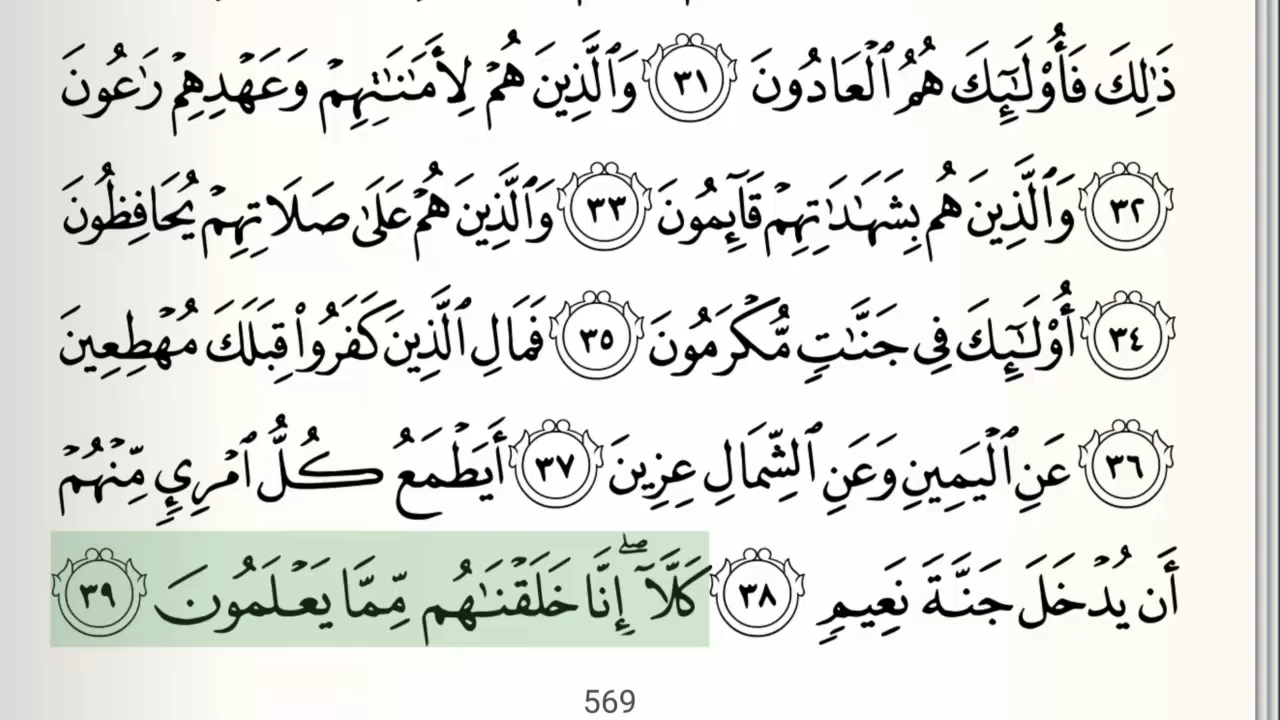 ذَٰلِكَ فَأُو۟لَـٰٓئِكَ هُمُ ٱلْعَادُونَ ٣١ وَٱلَّذِينَ هُمْ لِأَمَـٰنَـٰتِهِمْ وَعَهْدِهِمْ رَٰعُونَ
٣٢ وَٱلَّذِينَ هُم بِشَهَـٰدَٰتِهِمْ قَآئِمُونَ ٣٣ وَٱلَّذِينَ هُمْ عَلَىٰ صَلَاتِهِمْ يُحَافِظُونَ
٣٤ أُو۟لَـٰٓئِكَ فِى جَنَّـٰتٍ مُّكْرَمُونَ ٣٥ فَمَالِ ٱلَّذِينَ كَفَرُوا۟ قِبَلَكَ مُهْطِعِينَ
٣٦ عَنِ ٱلْيَمِينِ وَعَنِ ٱلشِّمَالِ عِزِينَ ٣٧ أَيَطْمَعُ كُلُّ ٱمْرِئٍ مِّنْهُمْ
أَن يُدْخَلَ جَنَّةَ نَعِيمٍ ٣٨ كَلَّآ ۖ إِنَّا خَلَقْنَـٰهُم مِّمَّا يَعْلَمُونَ ٣٩
569